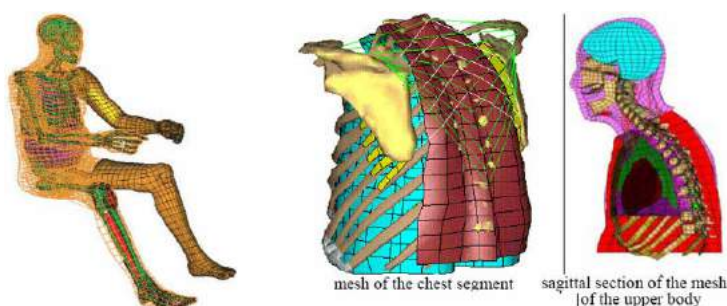 mesh of the chest segment
sagittal section of the mesh
of the upper body